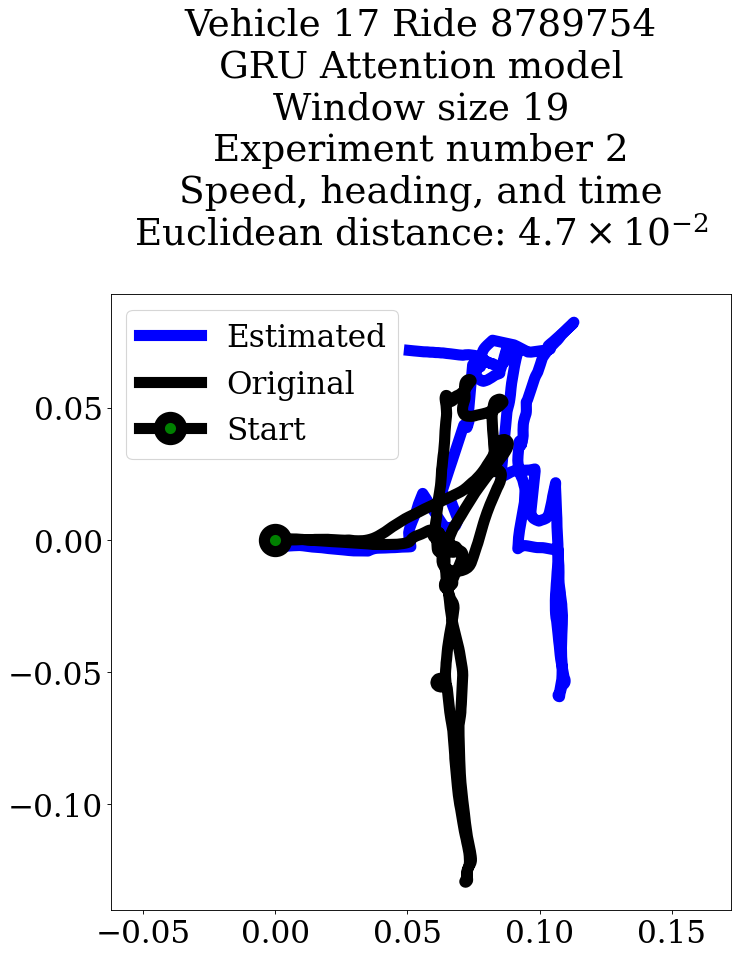 Vehicle 17 Ride 8789754
GRU Attention model
Window size 19
Experiment number 2
Speed, heading, and time
Euclidean distance: 4.7 × 10⁻²
Estimated
Original
Start
0.05
0.00
−0.05
−0.10
−0.05 0.00 0.05 0.10 0.15